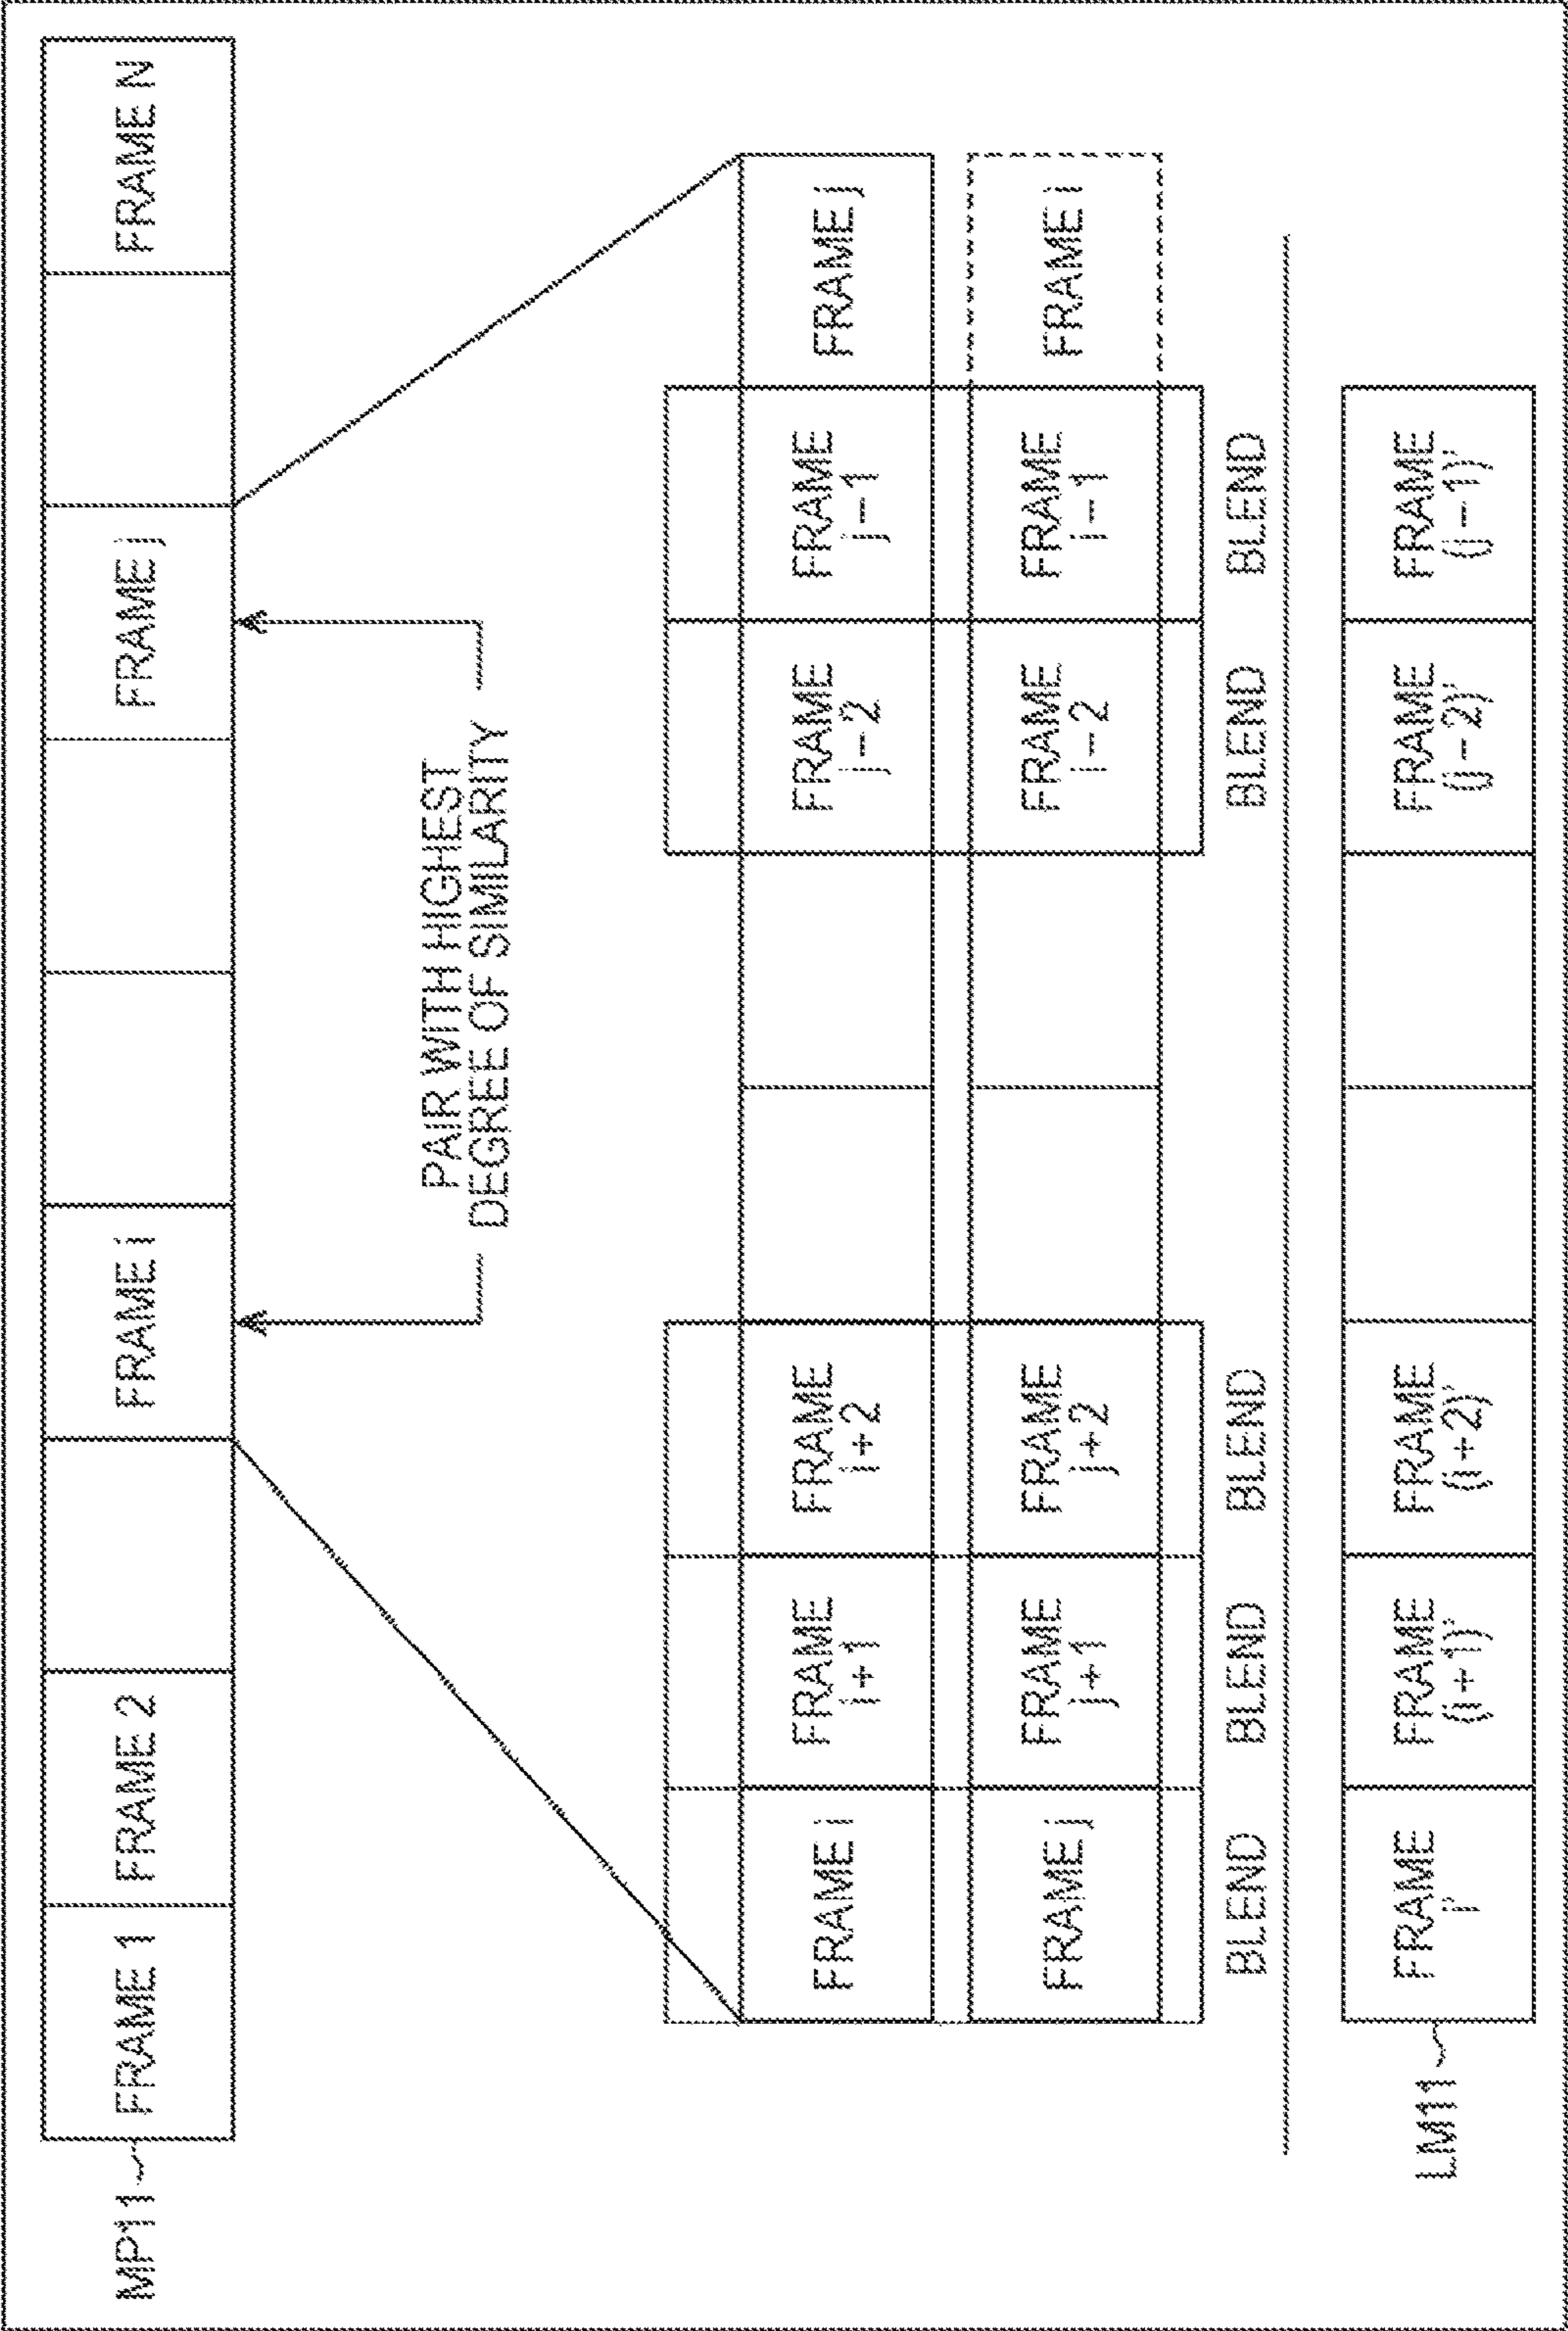 MP11
FRAME 1
FRAME 2
FRAME i
FRAME j
FRAME N
PAIR WITH HIGHEST
DEGREE OF SIMILARITY
FRAME i
FRAME
i+1
FRAME
i+2
FRAME
j−2
FRAME
j−1
FRAME j
FRAME j
FRAME
j+1
FRAME
j+2
FRAME
i−2
FRAME
i−1
FRAME i
BLEND
BLEND
BLEND
BLEND
BLEND
LM11
FRAME
i'
FRAME
(i+1)'
FRAME
(i+2)'
FRAME
(j−2)'
FRAME
(j−1)'